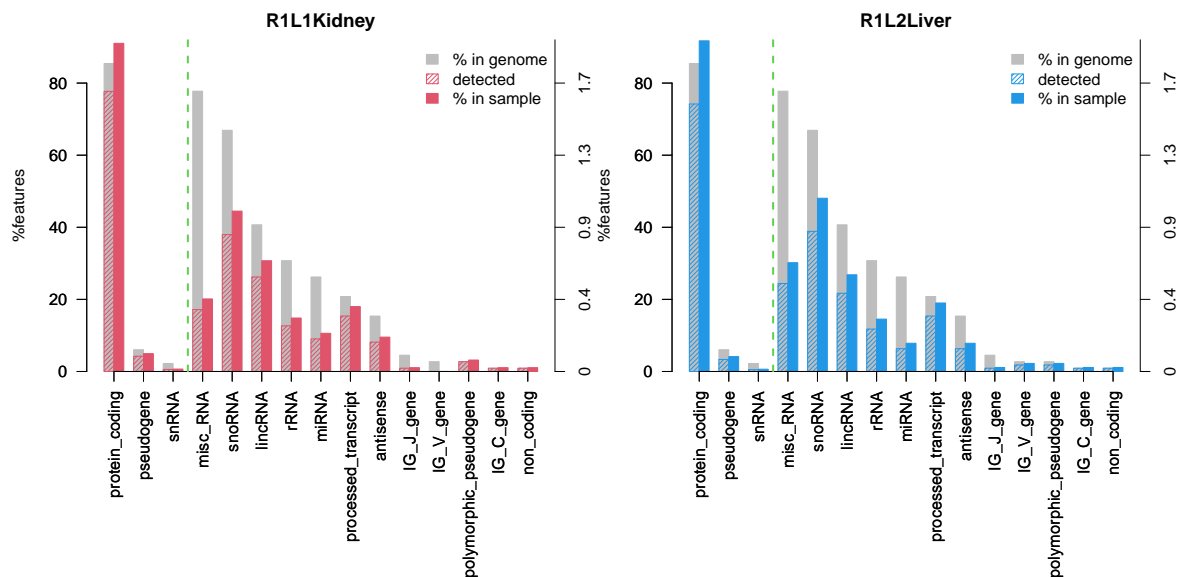 R1L1Kidney
% in genome
detected
% in sample
%features
80
60
40
20
0
1.7
1.3
0.9
0.4
0
protein_coding
pseudogene
snRNA
misc_RNA
snoRNA
lincRNA
rRNA
miRNA
processed_transcript
antisense
IG_J_gene
IG_V_gene
polymorphic_pseudogene
IG_C_gene
non_coding
R1L2Liver
% in genome
detected
% in sample
%features
80
60
40
20
0
1.7
1.3
0.9
0.4
0
protein_coding
pseudogene
snRNA
misc_RNA
snoRNA
lincRNA
rRNA
miRNA
processed_transcript
antisense
IG_J_gene
IG_V_gene
polymorphic_pseudogene
IG_C_gene
non_coding